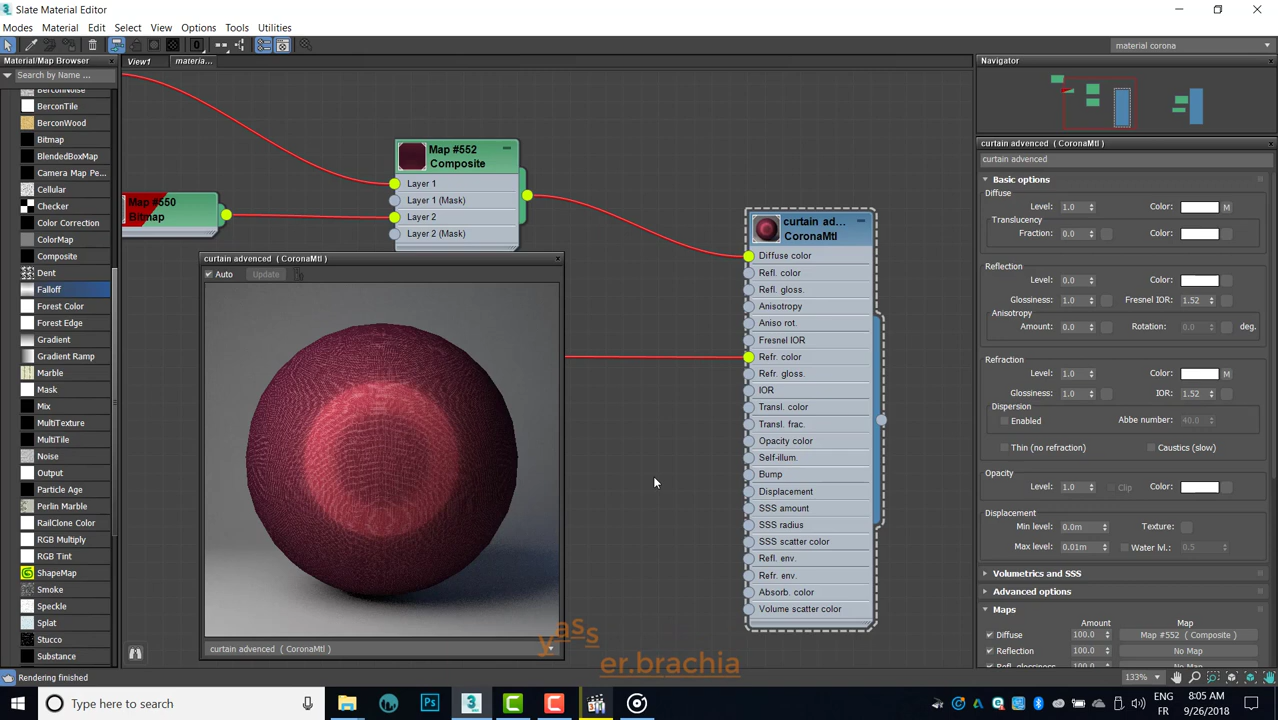 Slate Material Editor
Modes Material Edit Select View Options Tools Utilities
material corona
Material/Map Browser
Search by Name ...
BerconNoise
BerconTile
BerconWood
Bitmap
BlendedBoxMap
Camera Map Pe...
Cellular
Checker
Color Correction
ColorMap
Composite
Dent
Falloff
Forest Color
Forest Edge
Gradient
Gradient Ramp
Marble
Mask
Mix
MultiTexture
MultiTile
Noise
Output
Particle Age
Perlin Marble
RailClone Color
RGB Multiply
RGB Tint
ShapeMap
Smoke
Speckle
Splat
Stucco
Substance
View1 materia...
Map #550
Bitmap
Map #552
Composite
Layer 1
Layer 1 (Mask)
Layer 2
Layer 2 (Mask)
curtain advanced ( CoronaMtl )
Auto Update
curtain advanced ( CoronaMtl )
curtain ad...
CoronaMtl
Diffuse color
Refl. color
Refl. gloss.
Anisotropy
Aniso rot.
Fresnel IOR
Refr. color
Refr. gloss.
IOR
Transl. color
Transl. frac.
Opacity color
Self-illum.
Bump
Displacement
SSS amount
SSS radius
SSS scatter color
Refl. env.
Refr. env.
Absorb. color
Volume scatter color
Navigator
curtain advenced ( CoronaMtl )
curtain advenced
Basic options
Diffuse
Level: 1.0 Color: M
Translucency
Fraction: 0.0 Color:
Reflection
Level: 0.0 Color:
Glossiness: 1.0 Fresnel IOR: 1.52
Anisotropy
Amount: 0.0 Rotation: 0.0 deg.
Refraction
Level: 1.0 Color: M
Glossiness: 1.0 IOR: 1.52
Dispersion
Enabled Abbe number: 40.0
Thin (no refraction) Caustics (slow)
Opacity
Level: 1.0 Clip Color:
Displacement
Min level: 0.0m Texture:
Max level: 0.01m Water lvl.: 0.5
Volumetrics and SSS
Advanced options
Maps
Amount Map
Diffuse 100.0 Map #552 ( Composite )
Reflection 100.0 No Map
Refl. glossiness 100.0 No Map
yass
er.brachia
Rendering finished
133%
Type here to search
Ps
3
ENG
FR
8:05 AM
9/26/2018